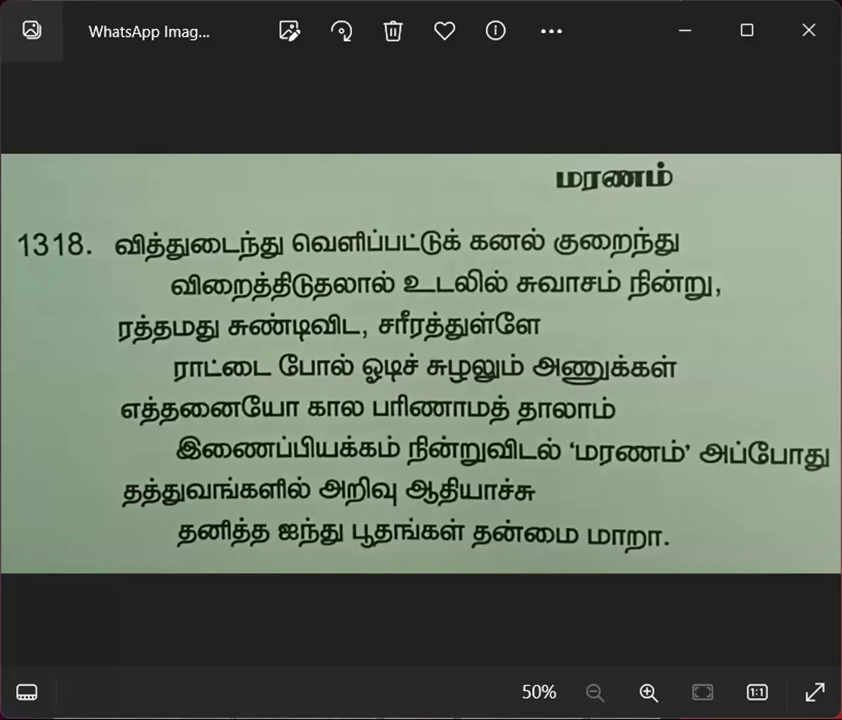 WhatsApp Imag...
மரணம்
1318. வித்துடைந்து வெளிப்பட்டுக் கனல் குறைந்து
விறைத்திடுதலால் உடலில் சுவாசம் நின்று,
ரத்தமது சுண்டிவிட, சரீரத்துள்ளே
ராட்டை போல் ஓடிச் சுழலும் அணுக்கள்
எத்தனையோ கால பரிணாமத் தாலாம்
இணைப்பியக்கம் நின்றுவிடல் ‘மரணம்’ அப்போது
தத்துவங்களில் அறிவு ஆதியாச்சு
தனித்த ஐந்து பூதங்கள் தன்மை மாறா.
50%
1:1